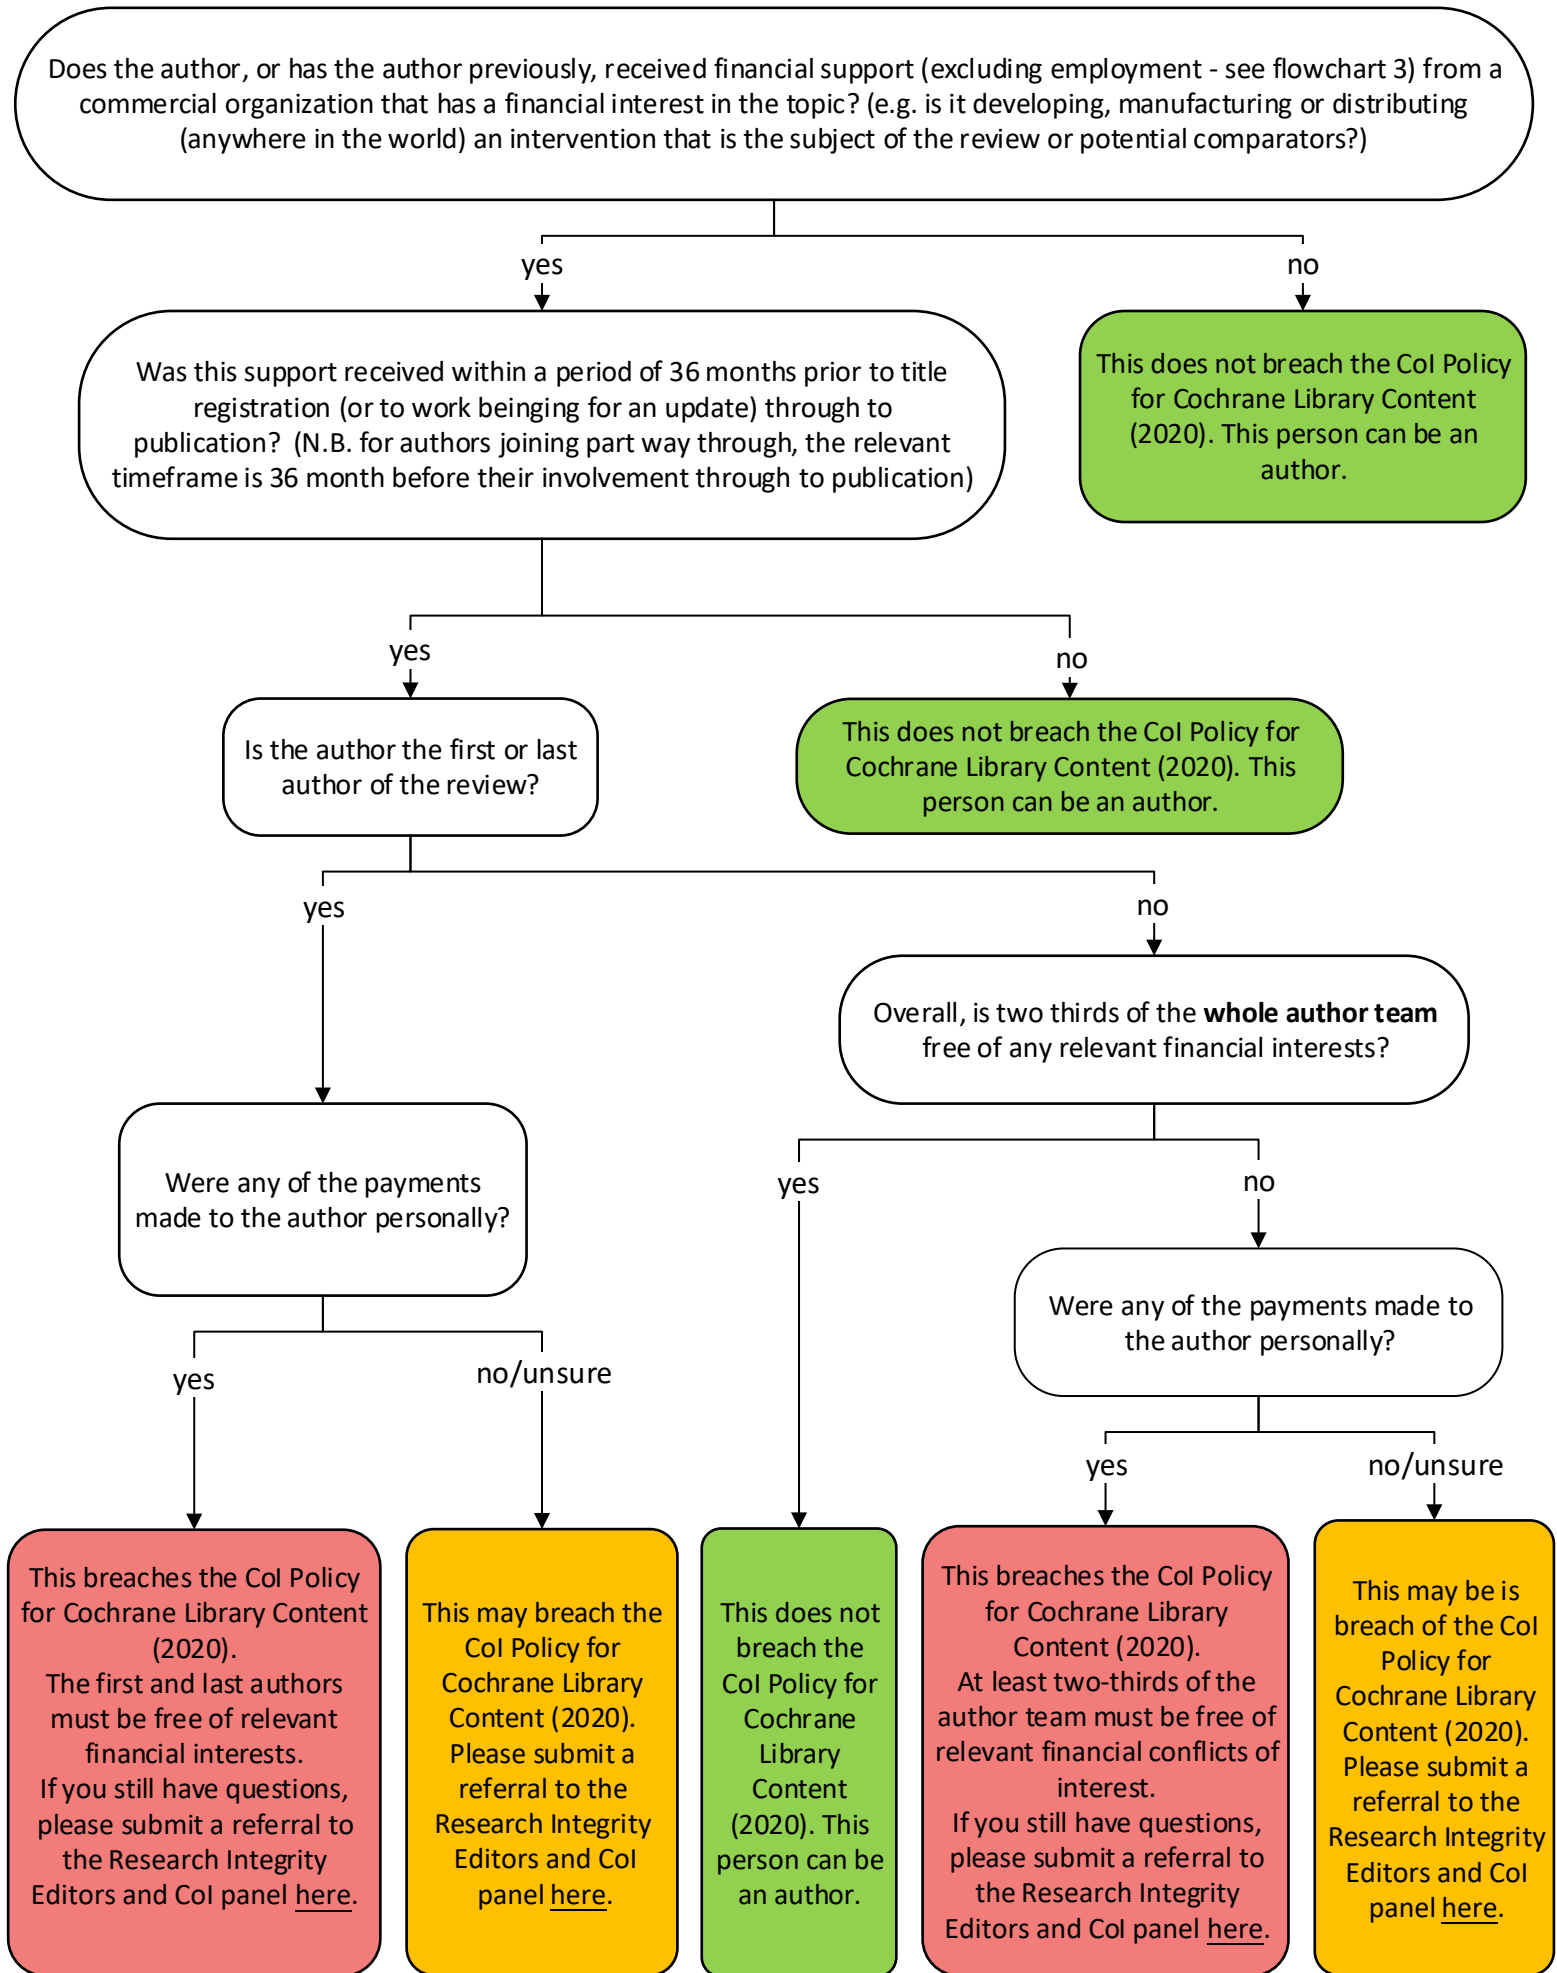 Does the author, or has the author previously, received financial support (excluding employment - see flowchart 3) from a
commercial organization that has a financial interest in the topic? (e.g. is it developing, manufacturing or distributing
(anywhere in the world) an intervention that is the subject of the review or potential comparators?)
yes
no
Was this support received within a period of 36 months prior to title
registration (or to work beinging for an update) through to
publication? (N.B. for authors joining part way through, the relevant
timeframe is 36 month before their involvement through to publication)
This does not breach the CoI Policy
for Cochrane Library Content
(2020). This person can be an
author.
yes
no
Is the author the first or last
author of the review?
This does not breach the CoI Policy for
Cochrane Library Content (2020). This
person can be an author.
yes
no
Overall, is two thirds of the whole author team
free of any relevant financial interests?
Were any of the payments
made to the author personally?
yes
no
Were any of the payments made to
the author personally?
yes
no/unsure
yes
no/unsure
This breaches the CoI Policy
for Cochrane Library Content
(2020).
The first and last authors
must be free of relevant
financial interests.
If you still have questions,
please submit a referral to
the Research Integrity
Editors and CoI panel here.
This may breach the
CoI Policy for
Cochrane Library
Content (2020).
Please submit a
referral to the
Research Integrity
Editors and CoI
panel here.
This does not
breach the
CoI Policy for
Cochrane
Library
Content
(2020). This
person can be
an author.
This breaches the CoI Policy
for Cochrane Library
Content (2020).
At least two-thirds of the
author team must be free of
relevant financial conflicts of
interest.
If you still have questions,
please submit a referral to
the Research Integrity
Editors and CoI panel here.
This may be is
breach of the CoI
Policy for
Cochrane Library
Content (2020).
Please submit a
referral to the
Research Integrity
Editors and CoI
panel here.